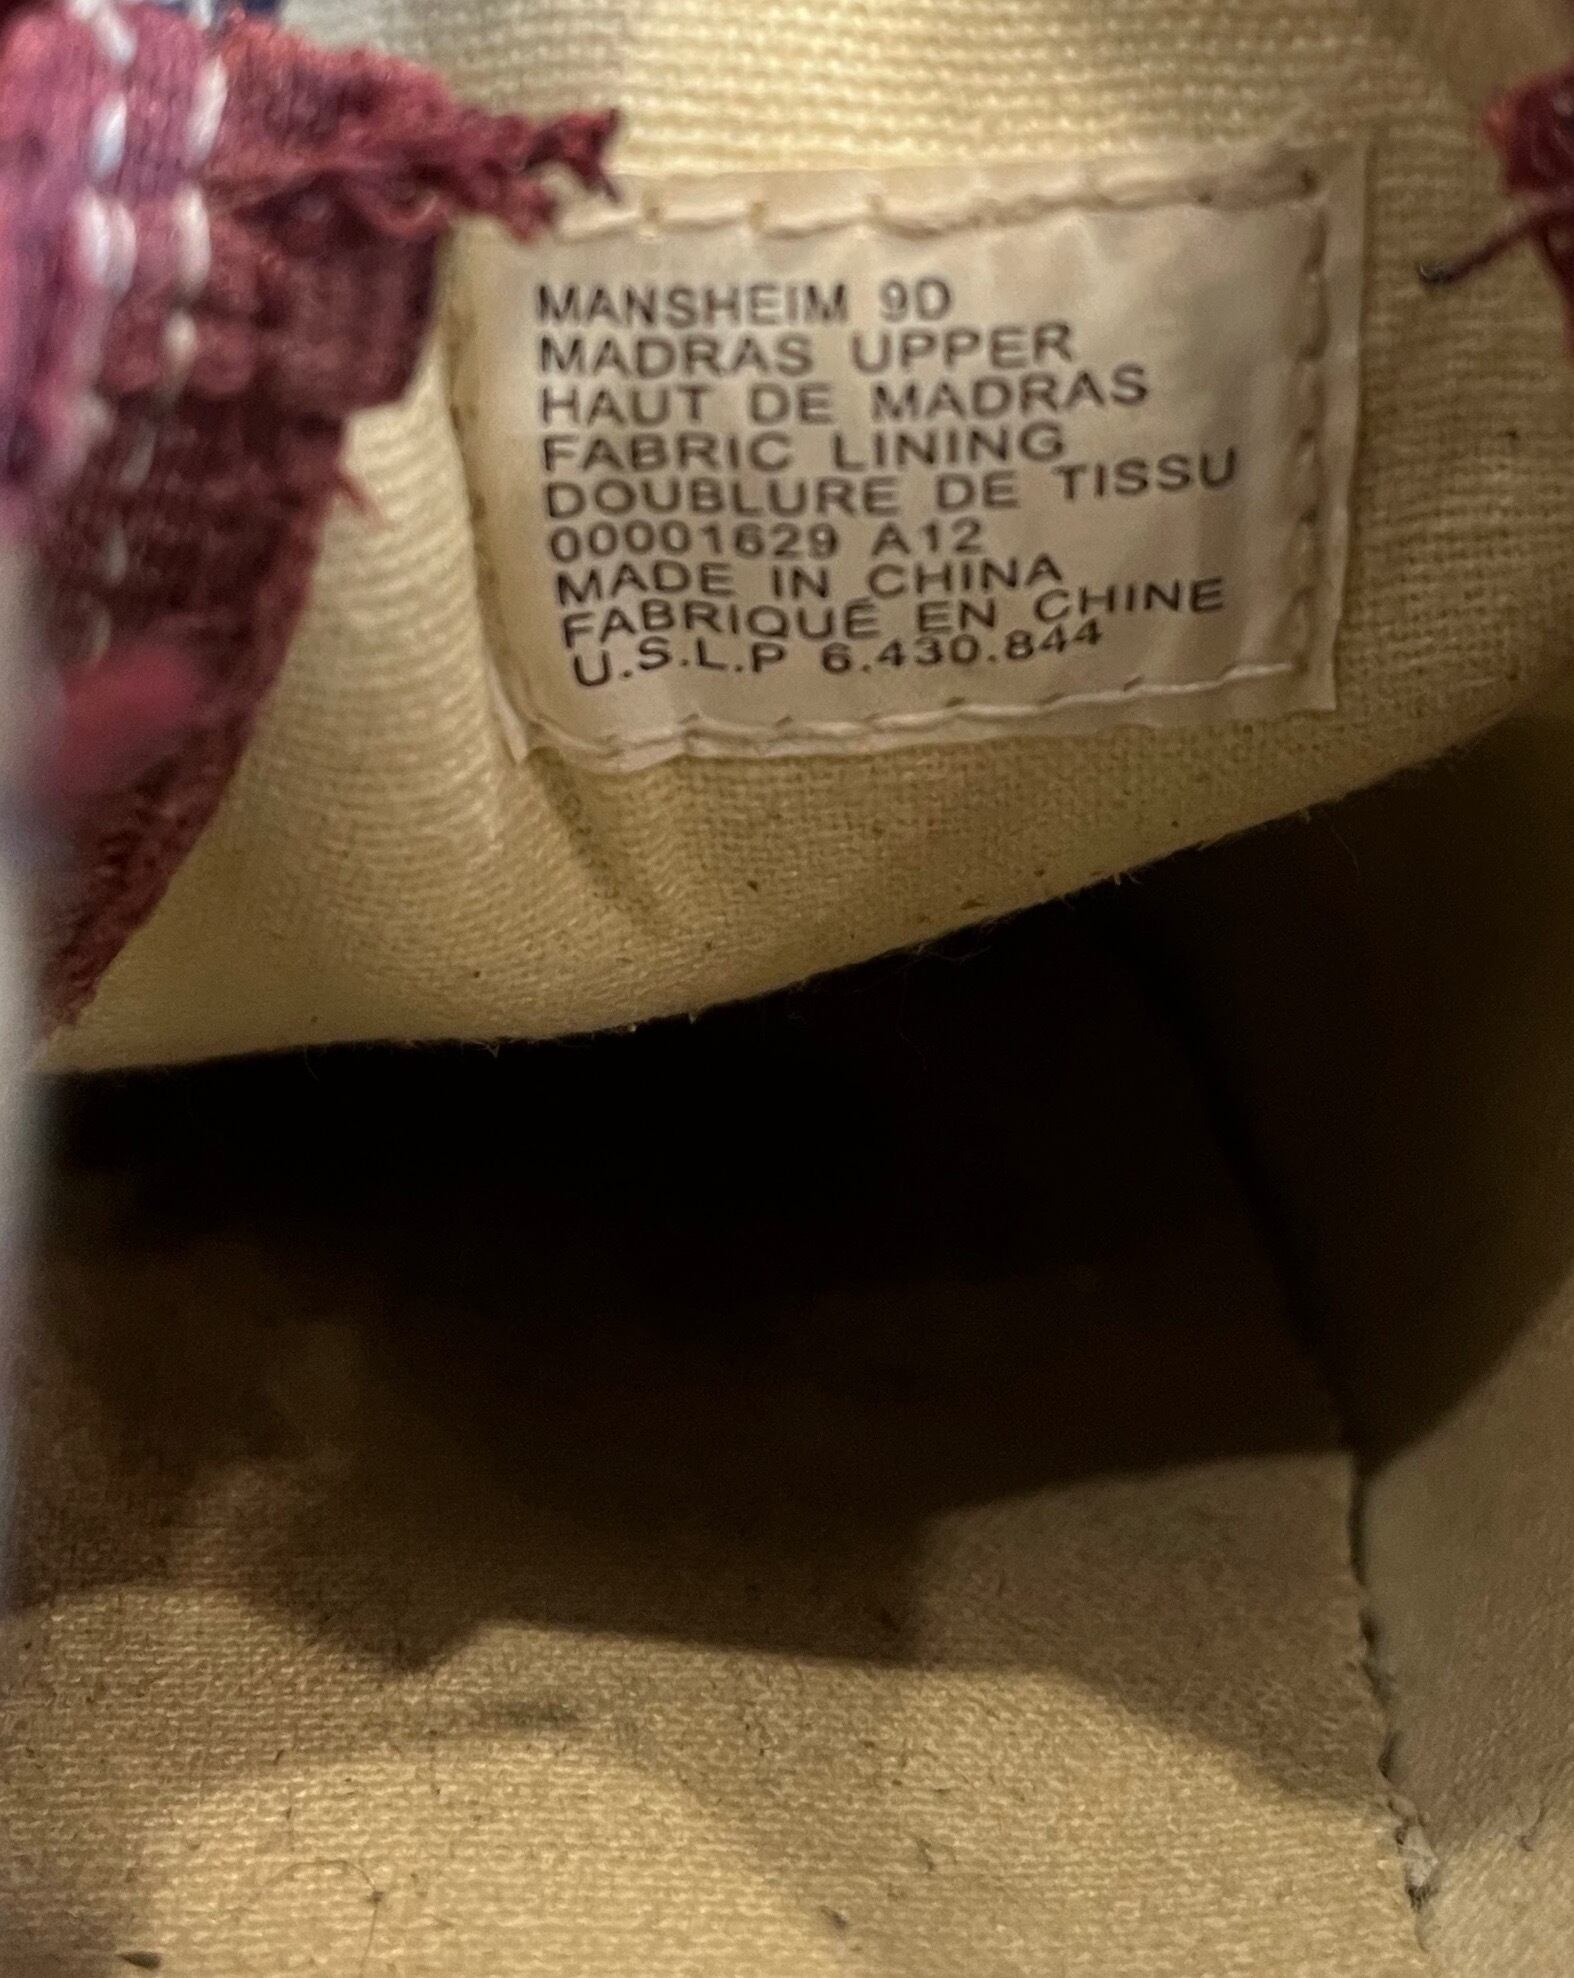 MANSHEIM 9D
MADRAS UPPER
HAUT DE MADRAS
FABRIC LINING
DOUBLURE DE TISSU
00001629 A12
MADE IN CHINA
FABRIQUÉ EN CHINE
U.S.L.P 6.430.844